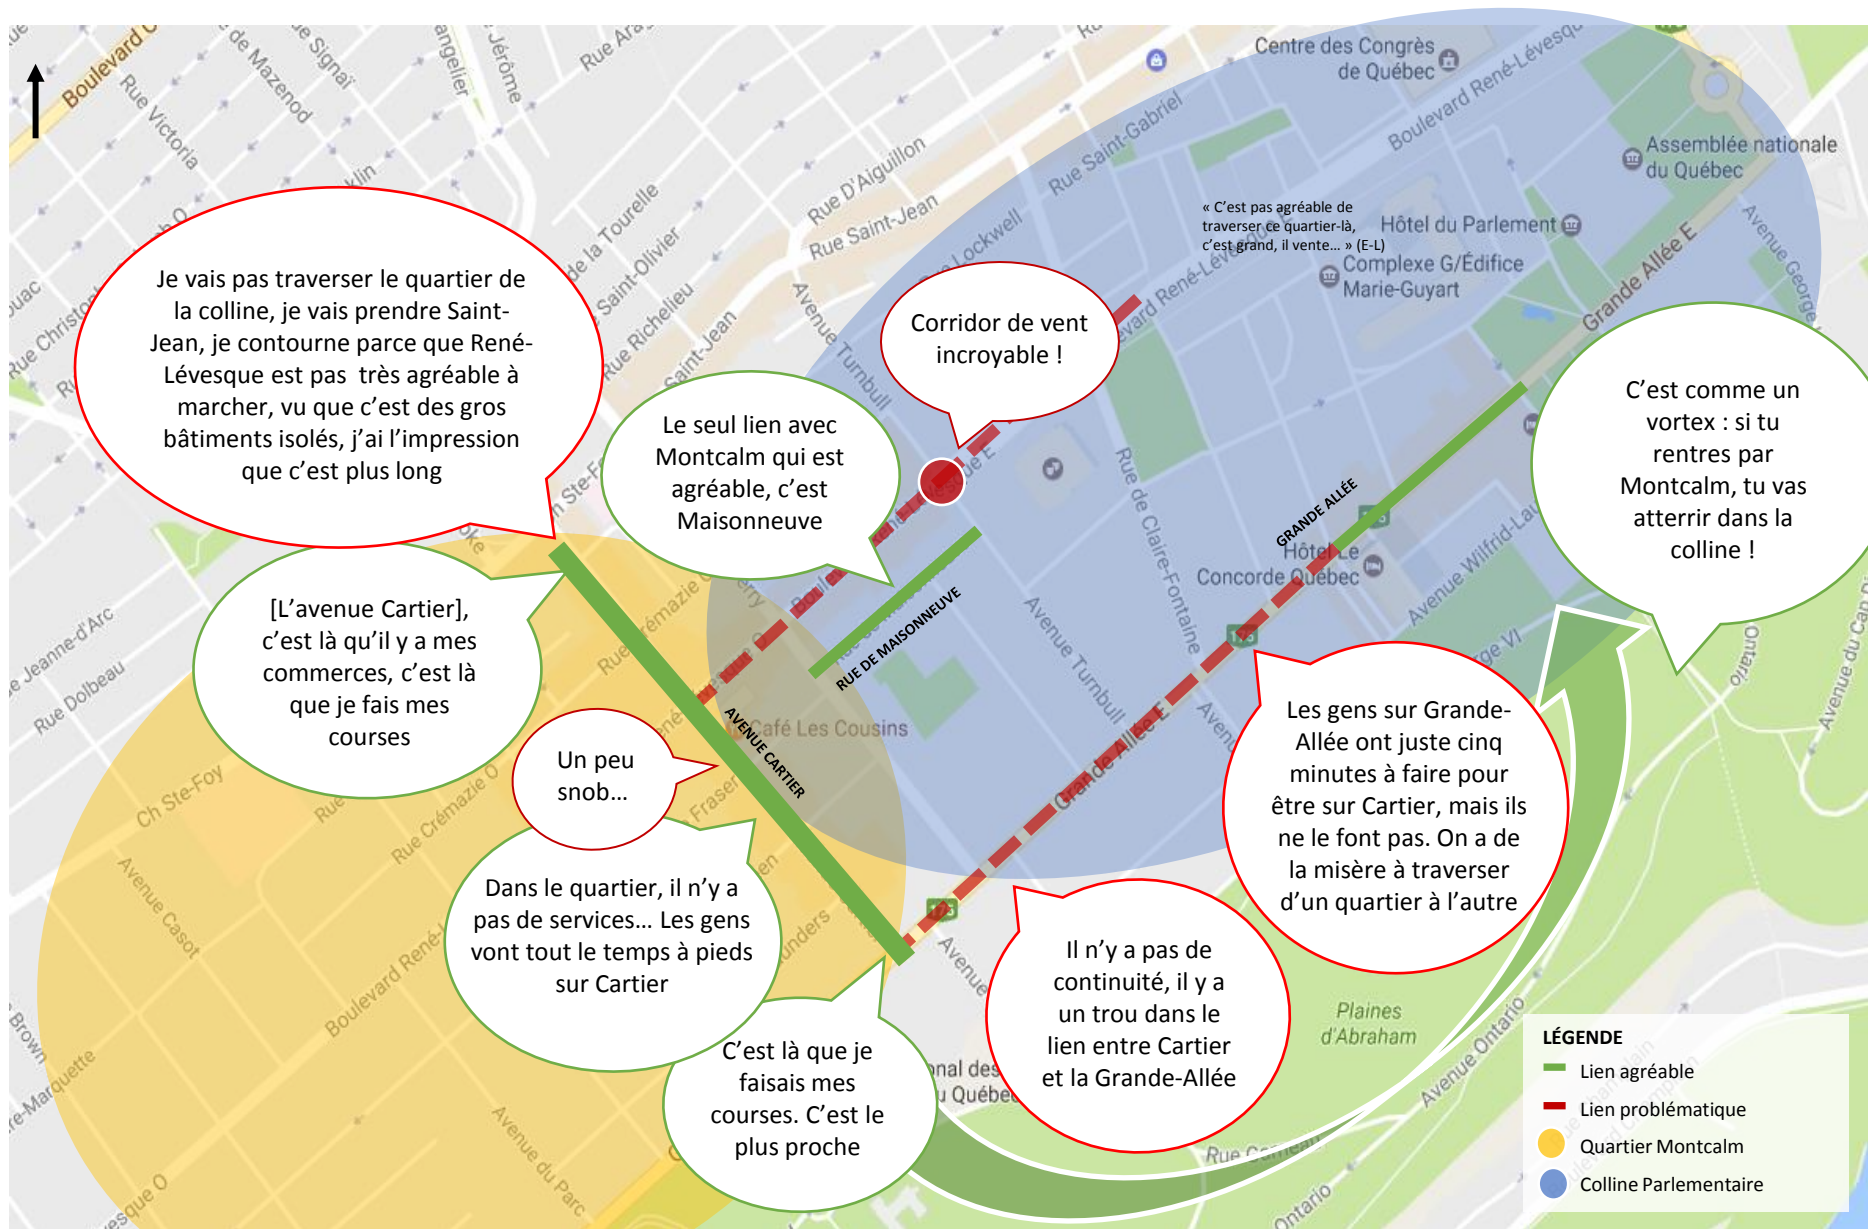 Boulevard
Rue Victoria
de Mazenod
Rue Signaï
Jérôme
Centre des Congrès
de Québec
Boulevard René-Lévesque
Assemblée nationale
du Québec
Rue D'Aiguillon
Rue Saint-Jean
Rue Saint-Gabriel
Lockwell
« C'est pas agréable de
traverser ce quartier-là,
c'est grand, il vente... » (E-L)
Hôtel du Parlement
Complexe G/Édifice
Marie-Guyart
Grande Allée E
Avenue George
de la Tourelle
Saint-Olivier
Rue Richelieu
Saint-Jean
Avenue Turnbull
Je vais pas traverser le quartier de
la colline, je vais prendre Saint-
Jean, je contourne parce que René-
Lévesque est pas très agréable à
marcher, vu que c'est des gros
bâtiments isolés, j'ai l'impression
que c'est plus long
Corridor de vent
incroyable !
Le seul lien avec
Montcalm qui est
agréable, c'est
Maisonneuve
C'est comme un
vortex : si tu
rentres par
Montcalm, tu vas
atterrir dans la
colline !
Rue de Claire-Fontaine
GRANDE ALLÉE
Hôtel Le
Concorde Québec
[L'avenue Cartier],
c'est là qu'il y a mes
commerces, c'est là
que je fais mes
courses
RUE DE MAISONNEUVE
Avenue Turnbull
Rue Jeanne-d'Arc
Rue Dolbeau
Ch Ste-Foy
Rue Crémazie O
AVENUE CARTIER
Café Les Cousins
Grande Allée E
Un peu
snob...
Les gens sur Grande-
Allée ont juste cinq
minutes à faire pour
être sur Cartier, mais ils
ne le font pas. On a de
la misère à traverser
d'un quartier à l'autre
Dans le quartier, il n'y a
pas de services... Les gens
vont tout le temps à pieds
sur Cartier
Avenue Casot
Boulevard René-
Il n'y a pas de
continuité, il y a
un trou dans le
lien entre Cartier
et la Grande-Allée
C'est là que je
faisais mes
courses. C'est le
plus proche
Plaines
d'Abraham
Avenue Ontario
Avenue du Parc
LÉGENDE
Lien agréable
Lien problématique
Quartier Montcalm
Colline Parlementaire